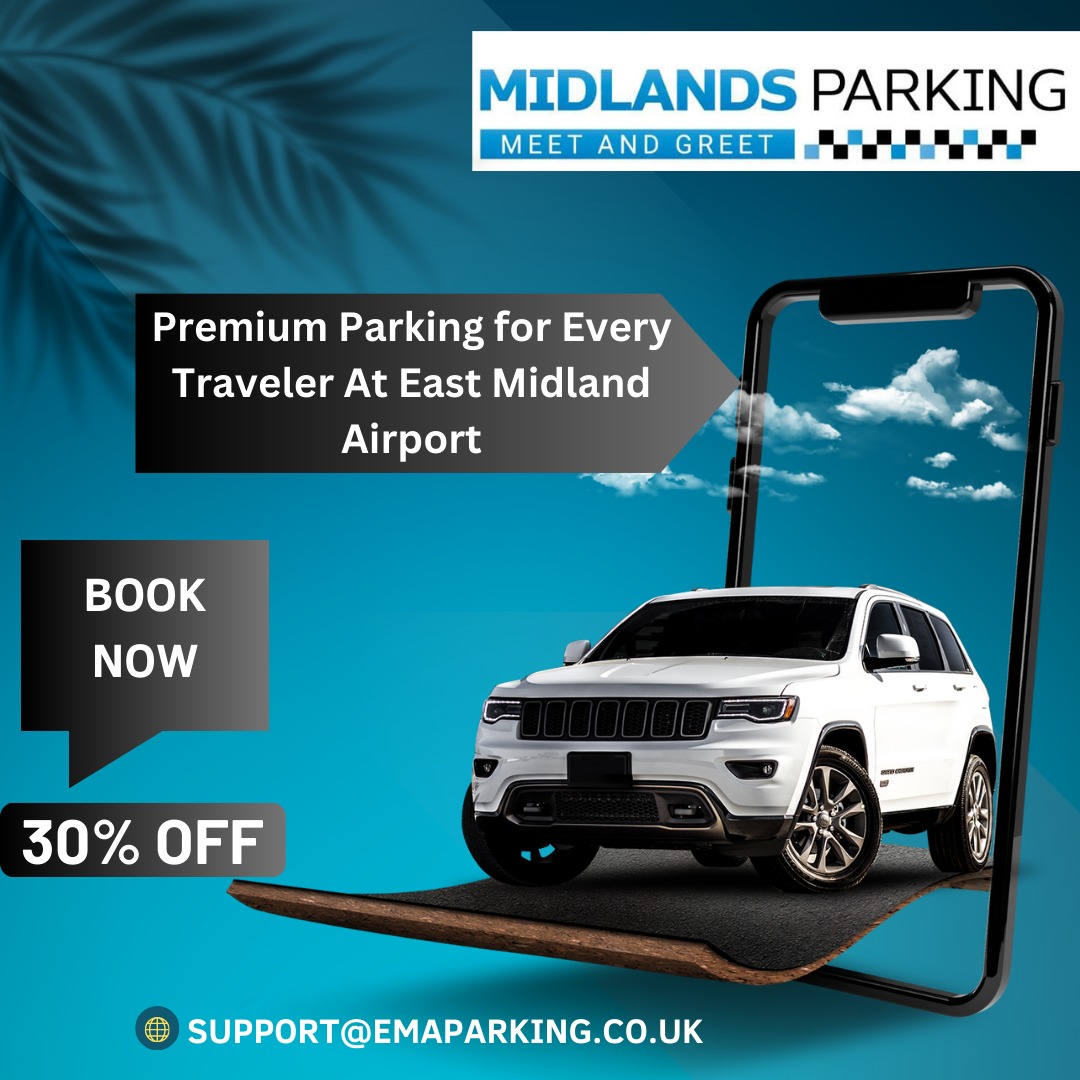 MIDLANDS PARKING
MEET AND GREET
Premium Parking for Every
Traveler At East Midland
Airport
BOOK
NOW
30% OFF
SUPPORT@EMAPARKING.CO.UK